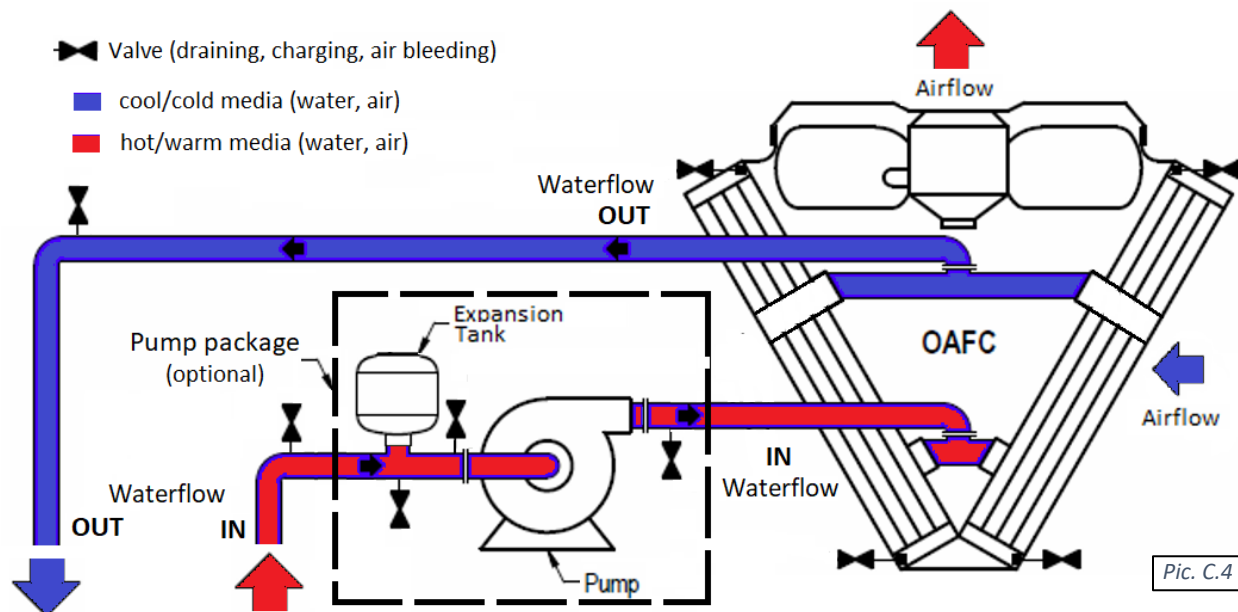 Valve (draining, charging, air bleeding)
cool/cold media (water, air)
hot/warm media (water, air)
Airflow
Waterflow
OUT
Expansion
Tank
Pump package
(optional)
OAFC
Airflow
Waterflow
IN
OUT
IN
Waterflow
Pump
Pic. C.4